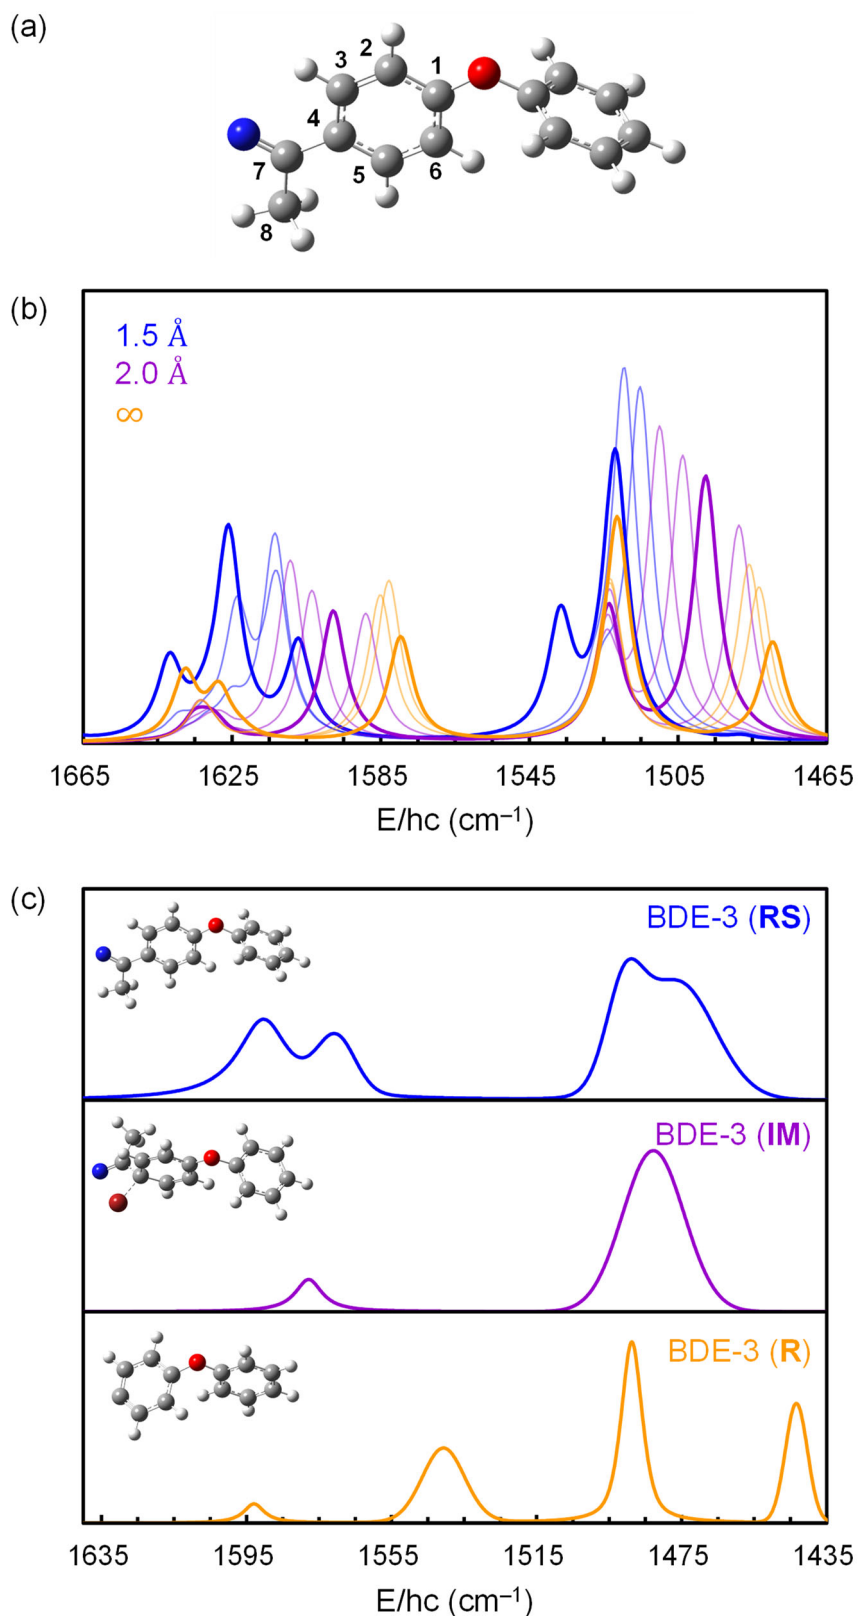 (a)
2
3
1
4
7
5
6
8
(b)
1.5 Å
2.0 Å
∞
1665 1625 1585 1545 1505 1465
E/hc (cm⁻¹)
(c)
BDE-3 (RS)
BDE-3 (IM)
BDE-3 (R)
1635 1595 1555 1515 1475 1435
E/hc (cm⁻¹)